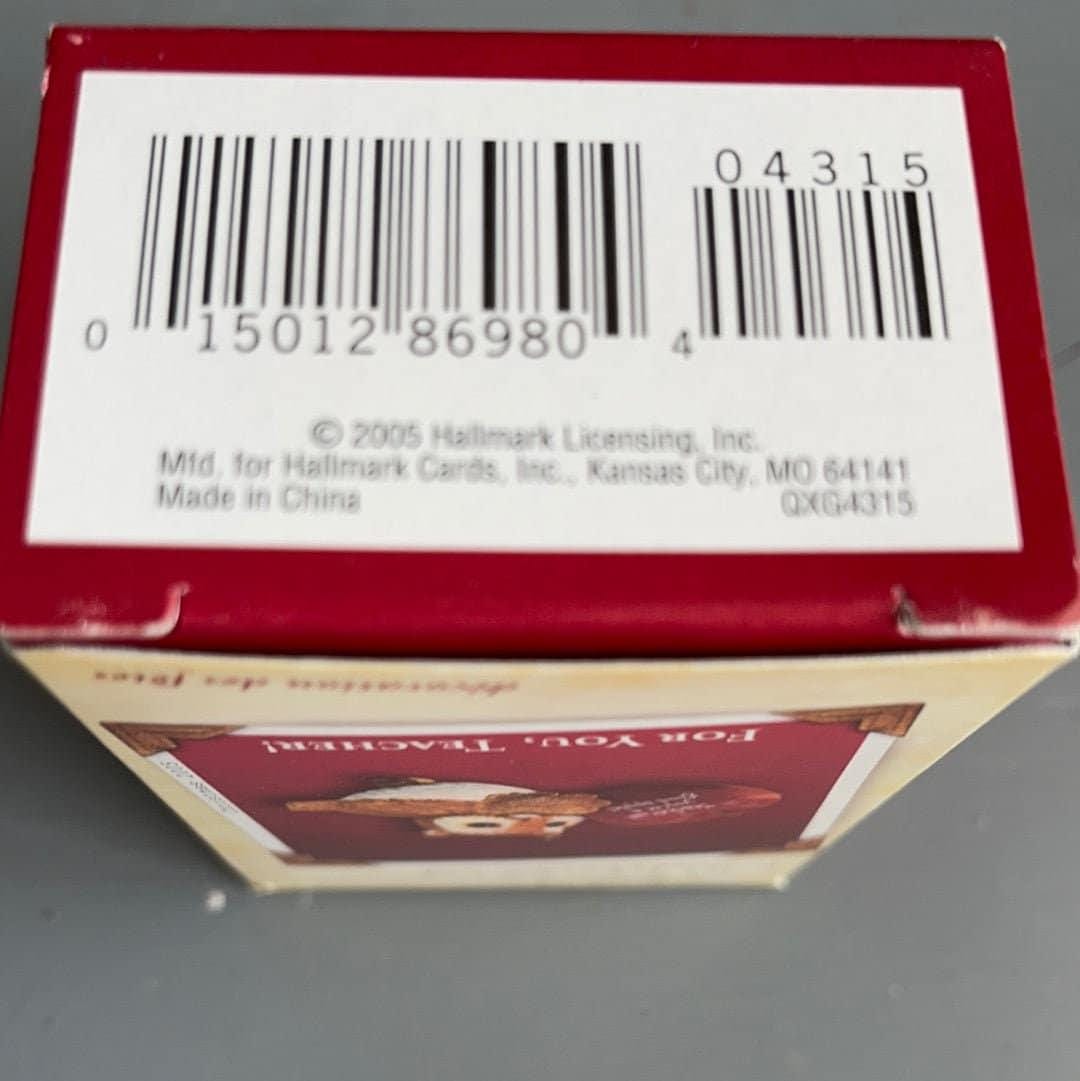 04315
0 15012 86980 4
© 2005 Hallmark Licensing, Inc.
Mfd. for Hallmark Cards, Inc., Kansas City, MO 64141
Made in China QXG4315
FOR YOU, TEACHER!